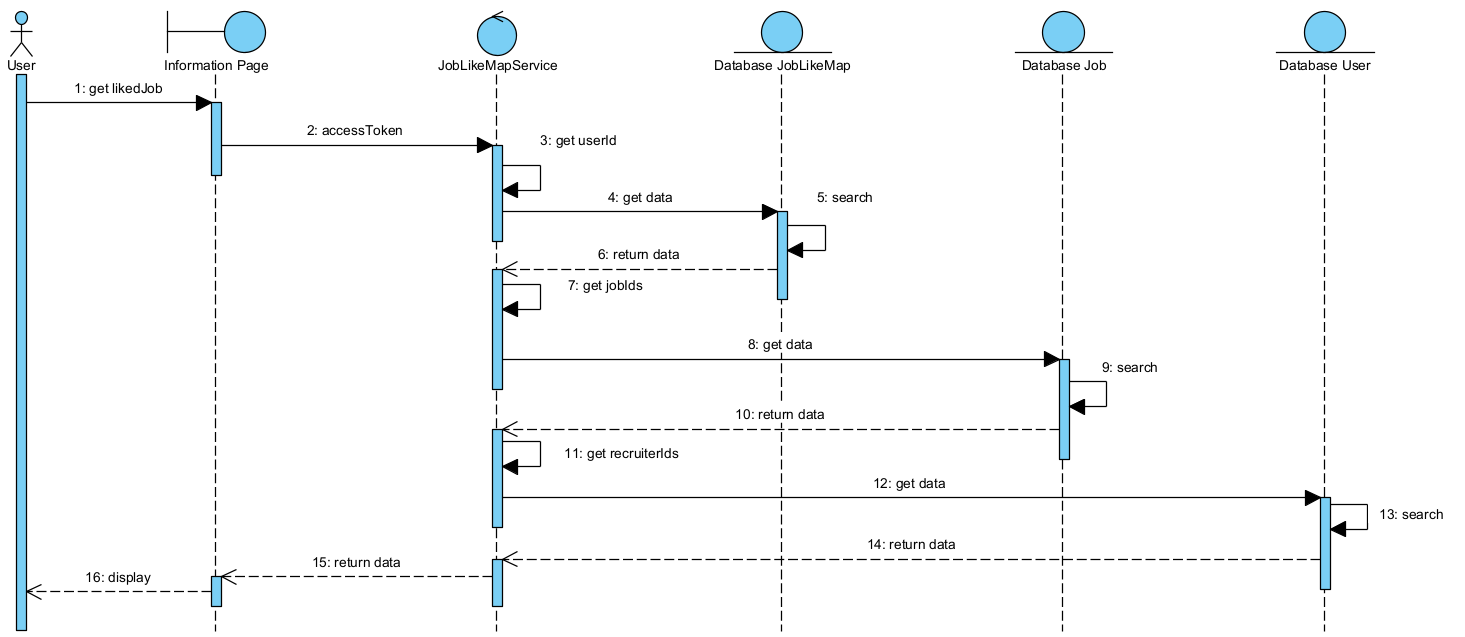 User
Information Page
JobLikeMapService
Database JobLikeMap
Database Job
Database User
1: get likedJob
2: accessToken
3: get userId
4: get data
5: search
6: return data
7: get jobIds
8: get data
9: search
10: return data
11: get recruiterIds
12: get data
13: search
14: return data
15: return data
16: display